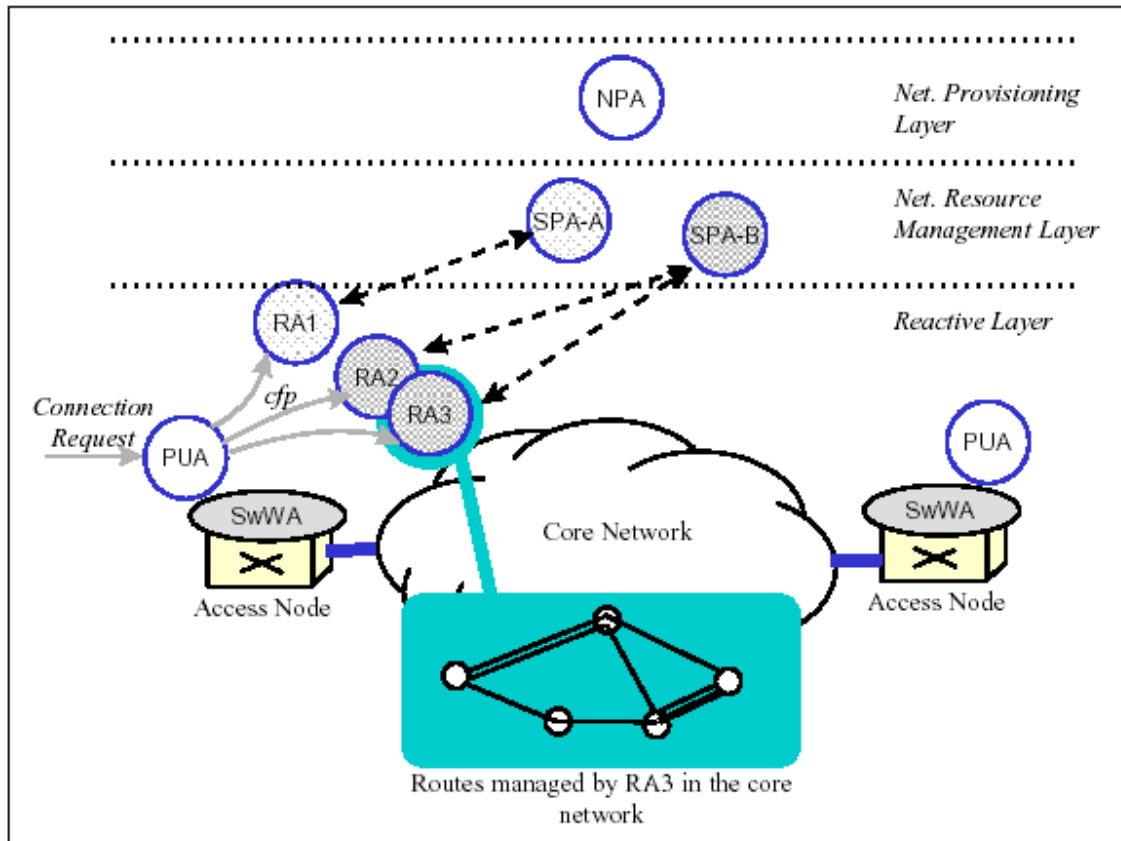 NPA
Net. Provisioning
Layer
SPA-A
SPA-B
Net. Resource
Management Layer
RA1
Reactive Layer
RA2
cfp
RA3
Connection
Request
PUA
PUA
SwWA
SwWA
Core Network
Access Node
Access Node
Routes managed by RA3 in the core
network